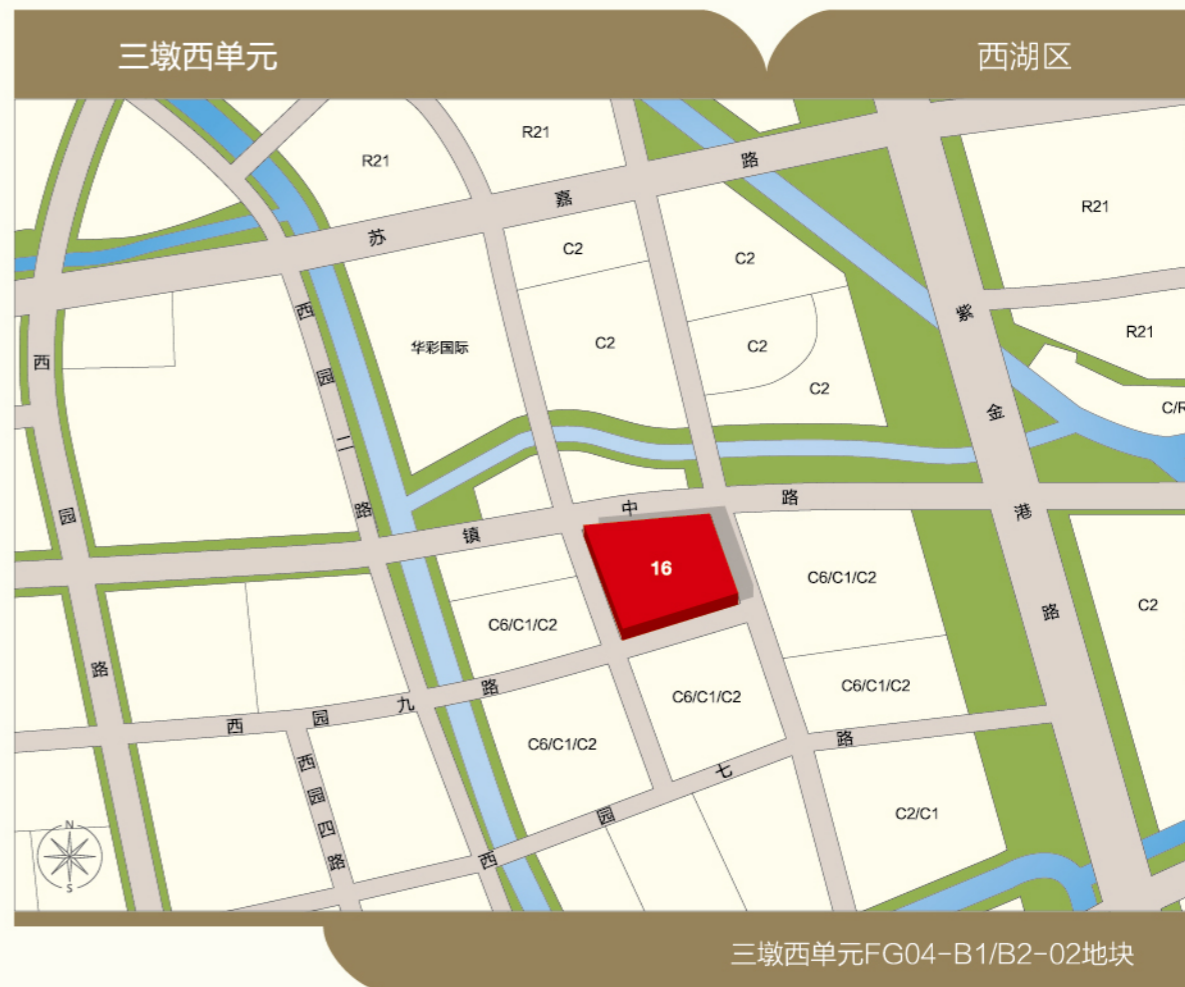 三墩西单元
西湖区
R21
R21
路
嘉
苏
R21
C2
C2
西
紫
R21
华彩国际
C2
C2
西
园
C2
金
C/R
二
路
中
路
镇
港
园
16
C6/C1/C2
C2
C6/C1/C2
路
路
C6/C1/C2
C6/C1/C2
路
九
园
西
C6/C1/C2
路
西
园
四
路
七
园
西
C2/C1
N
S
三墩西单元FG04-B1/B2-02地块